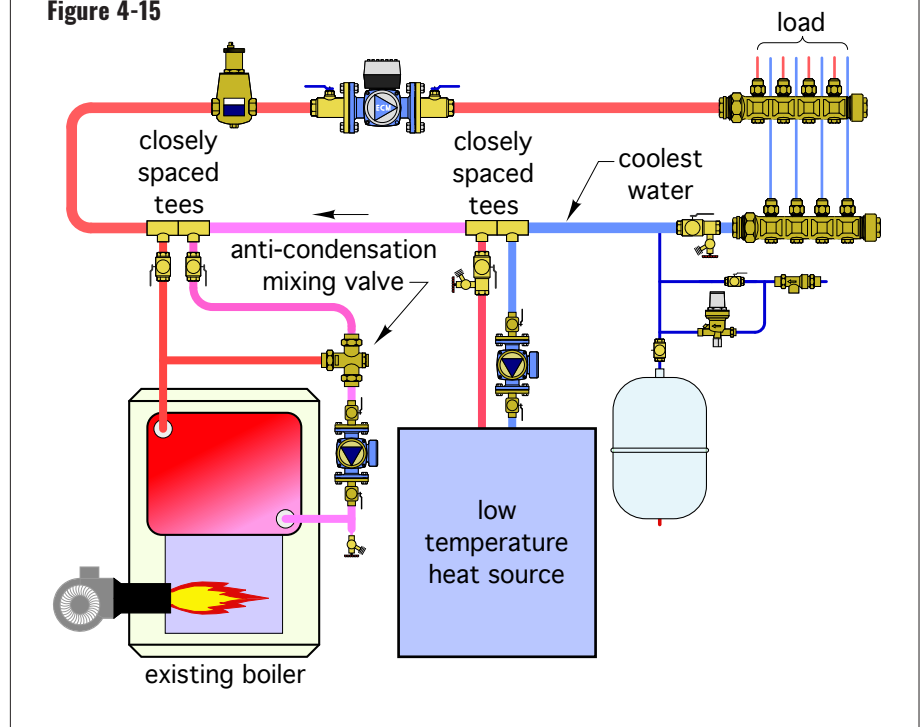 Figure 4-15
load
ECM
closely
spaced
tees
closely
spaced
tees
coolest
water
anti-condensation
mixing valve
low
temperature
heat source
existing boiler